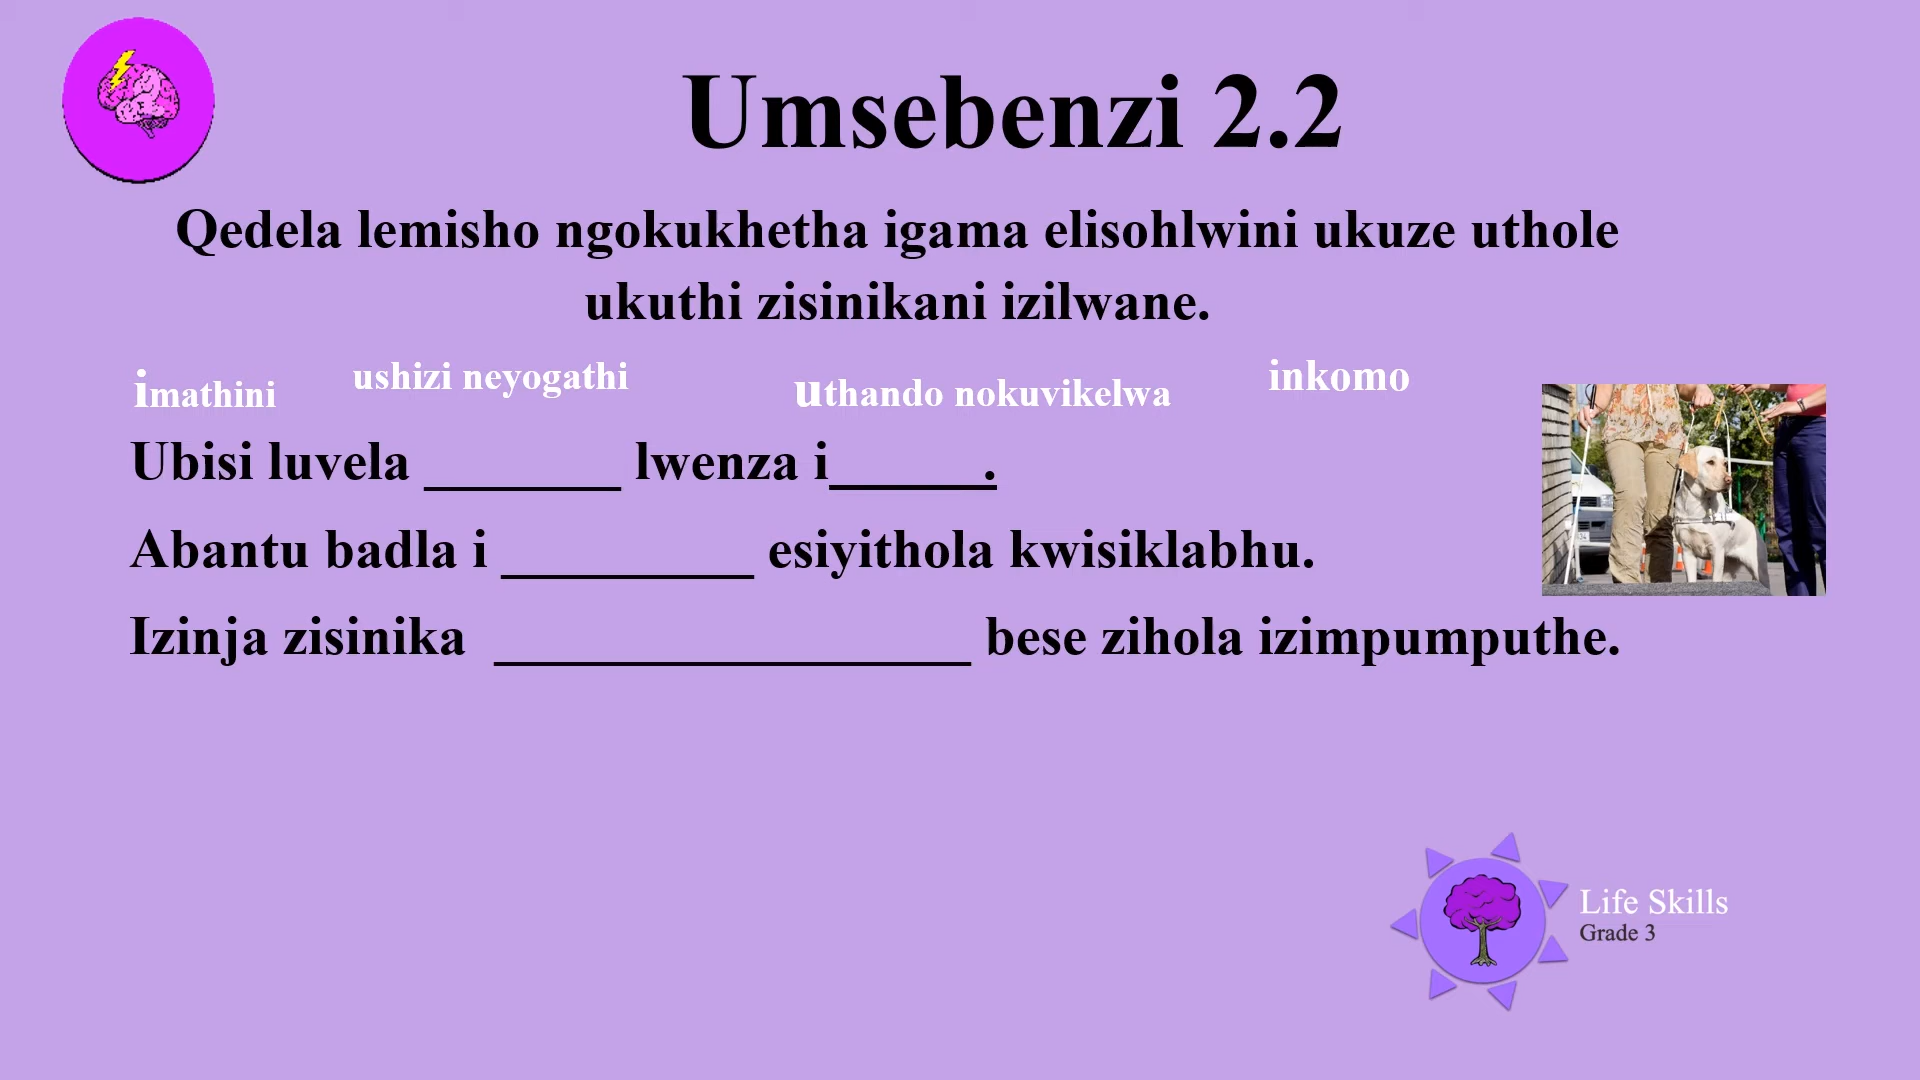 Umsebenzi 2.2
Qedela lemisho ngokukhetha igama elisohlwini ukuze uthole
ukuthi zisinikani izilwane.
imathini ushizi neyogathi uthando nokuvikelwa inkomo
Ubisi luvela _______ lwenza i______.
Abantu badla i _________ esiyithola kwisiklabhu.
Izinja zisinika _________________ bese zihola izimpumputhe.
Life Skills
Grade 3